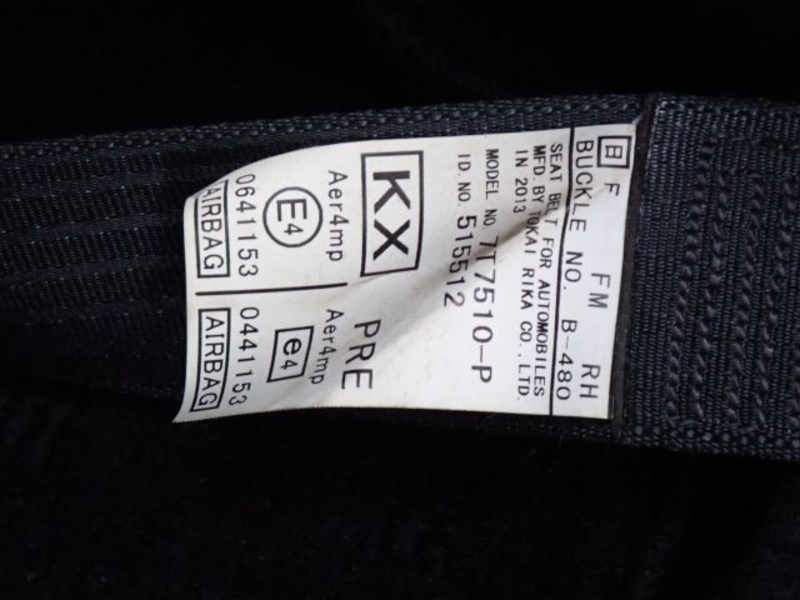 日 F FM RH
BUCKLE NO. B-480
SEAT BELT FOR AUTOMOBILES
MFD. BY TOKAI RIKA CO., LTD.
IN 2013
MODEL NO. 7T7510-P
ID. NO. 515512
KX PRE
Aer4mp
E4
0641153
AIRBAG
Aer4mp
e4
0441153
AIRBAG